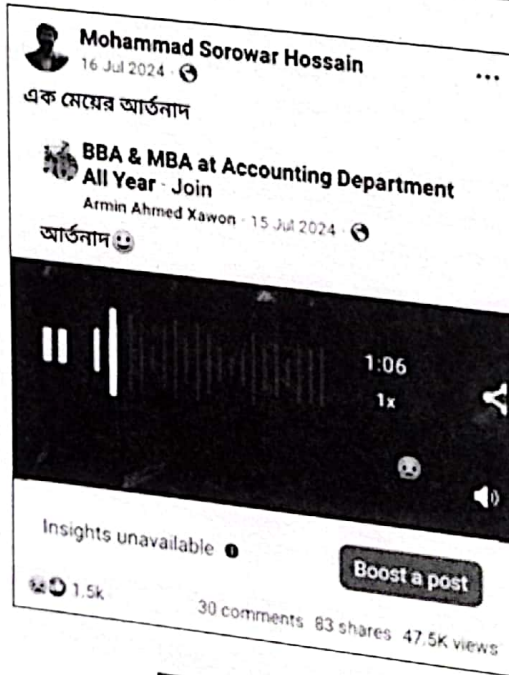 Mohammad Sorowar Hossain
16 Jul 2024 ·
এক মেয়ের আর্তনাদ
BBA & MBA at Accounting Department
All Year · Join
Armin Ahmed Xawon · 15 Jul 2024 ·
আর্তনাদ😀
1:06
1x
Insights unavailable
Boost a post
1.5k
30 comments 83 shares 47.5K views